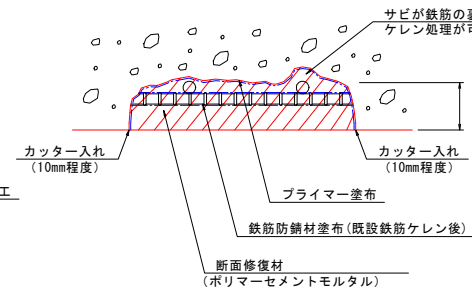 サビが鉄筋の裏
ケレン処理が可
カッター入れ
(10mm程度)
カッター入れ
(10mm程度)
エ
プライマー塗布
鉄筋防錆材塗布(既設鉄筋ケレン後)
断面修復材
(ポリマーセメントモルタル)